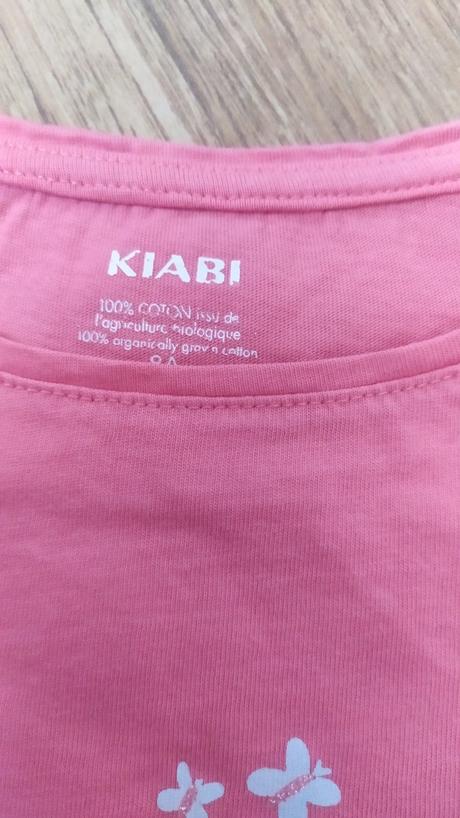 KIABI
100% COTON issu de
l'agriculture biologique
100% organically grown cotton